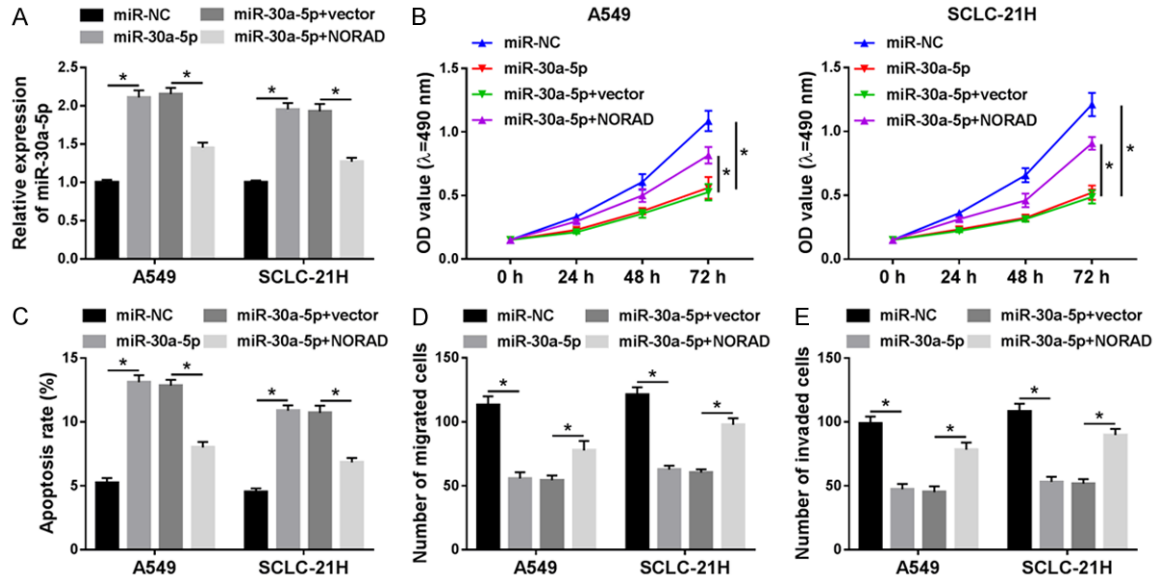 A
miR-NC
miR-30a-5p+vector
miR-30a-5p
miR-30a-5p+NORAD
Relative expression
of miR-30a-5p
2.5
2.0
1.5
1.0
0.5
0.0
*
*
*
*
A549
SCLC-21H
B
A549
miR-NC
miR-30a-5p
miR-30a-5p+vector
miR-30a-5p+NORAD
OD value (λ=490 nm)
1.5
1.0
0.5
0.0
*
*
0 h
24 h
48 h
72 h
SCLC-21H
miR-NC
miR-30a-5p
miR-30a-5p+vector
miR-30a-5p+NORAD
OD value (λ=490 nm)
1.5
1.0
0.5
0.0
*
*
0 h
24 h
48 h
72 h
C
miR-NC
miR-30a-5p+vector
miR-30a-5p
miR-30a-5p+NORAD
Apoptosis rate (%)
15
10
5
0
*
*
*
*
A549
SCLC-21H
D
miR-NC
miR-30a-5p+vector
miR-30a-5p
miR-30a-5p+NORAD
Number of migrated cells
150
100
50
0
*
*
*
*
A549
SCLC-21H
E
miR-NC
miR-30a-5p+vector
miR-30a-5p
miR-30a-5p+NORAD
Number of invaded cells
150
100
50
0
*
*
*
*
A549
SCLC-21H